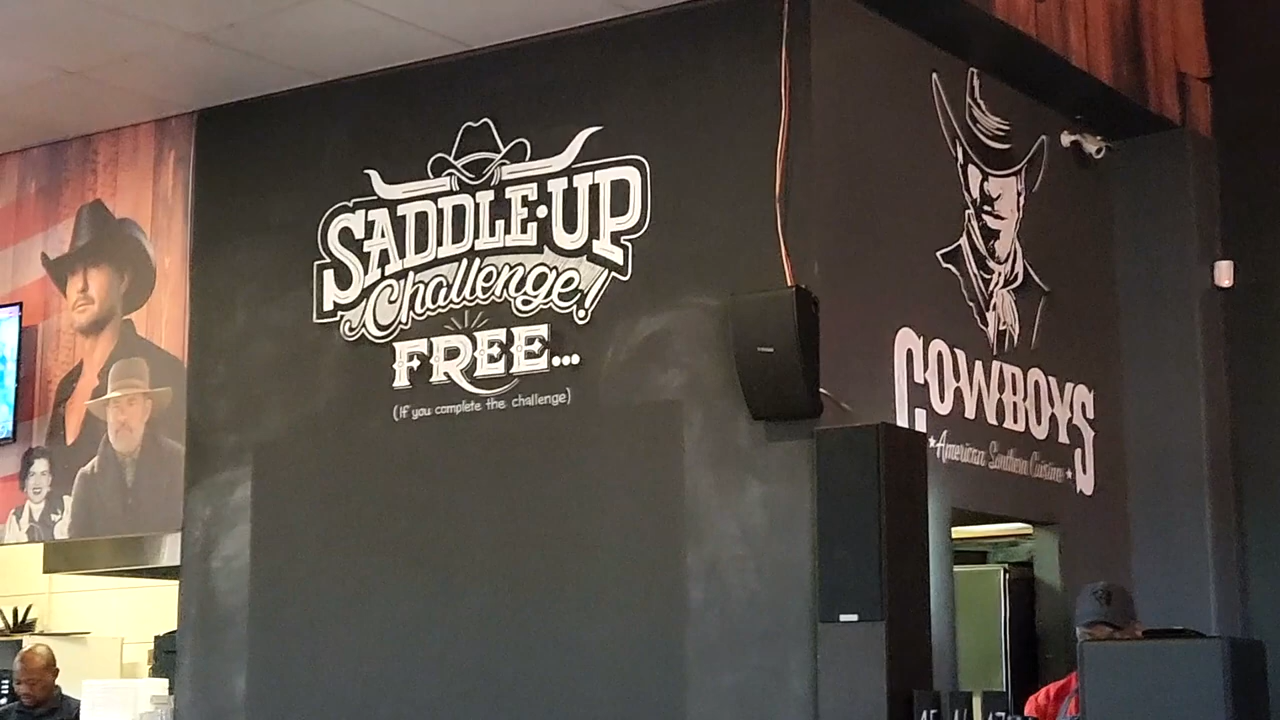 SADDLE·UP
Challenge!
FREE...
(If you complete the challenge)
COWBOYS
★American Southern Cuisine★